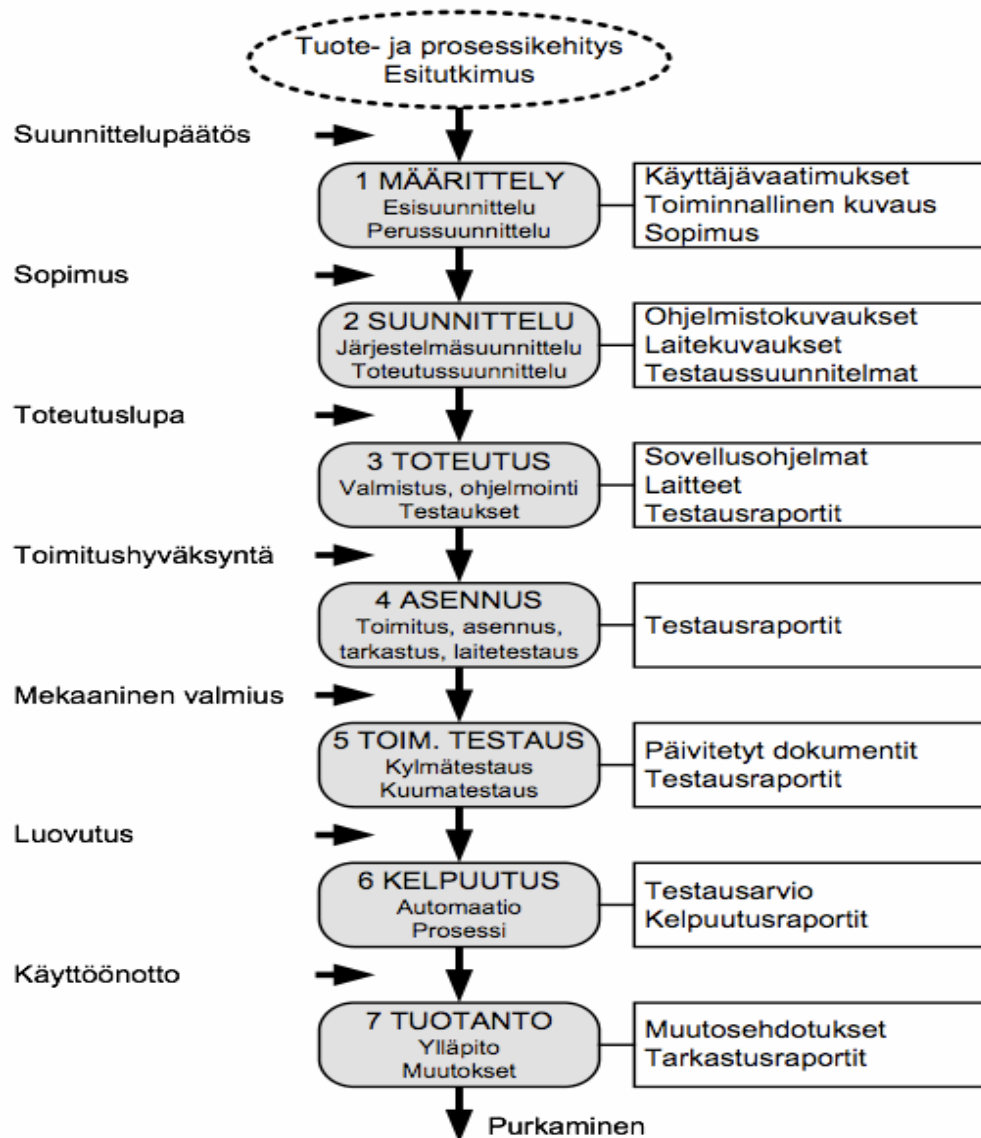 Tuote- ja prosessikehitys
Esitutkimus
Suunnittelupäätös
1 MÄÄRITTELY
Esisuunnittelu
Perussuunnittelu
Käyttäjävaatimukset
Toiminnallinen kuvaus
Sopimus
Sopimus
2 SUUNNITTELU
Järjestelmäsuunnittelu
Toteutussuunnittelu
Ohjelmistokuvaukset
Laitekuvaukset
Testaussuunnitelmat
Toteutuslupa
3 TOTEUTUS
Valmistus, ohjelmointi
Testaukset
Sovellusohjelmat
Laitteet
Testausraportit
Toimitushyväksyntä
4 ASENNUS
Toimitus, asennus,
tarkastus, laitetestaus
Testausraportit
Mekaaninen valmius
5 TOIM. TESTAUS
Kylmätestaus
Kuumatestaus
Päivitetyt dokumentit
Testausraportit
Luovutus
6 KELPUUTUS
Automaatio
Prosessi
Testausarvio
Kelpuutusraportit
Käyttöönotto
7 TUOTANTO
Ylläpito
Muutokset
Muutosehdotukset
Tarkastusraportit
Purkaminen